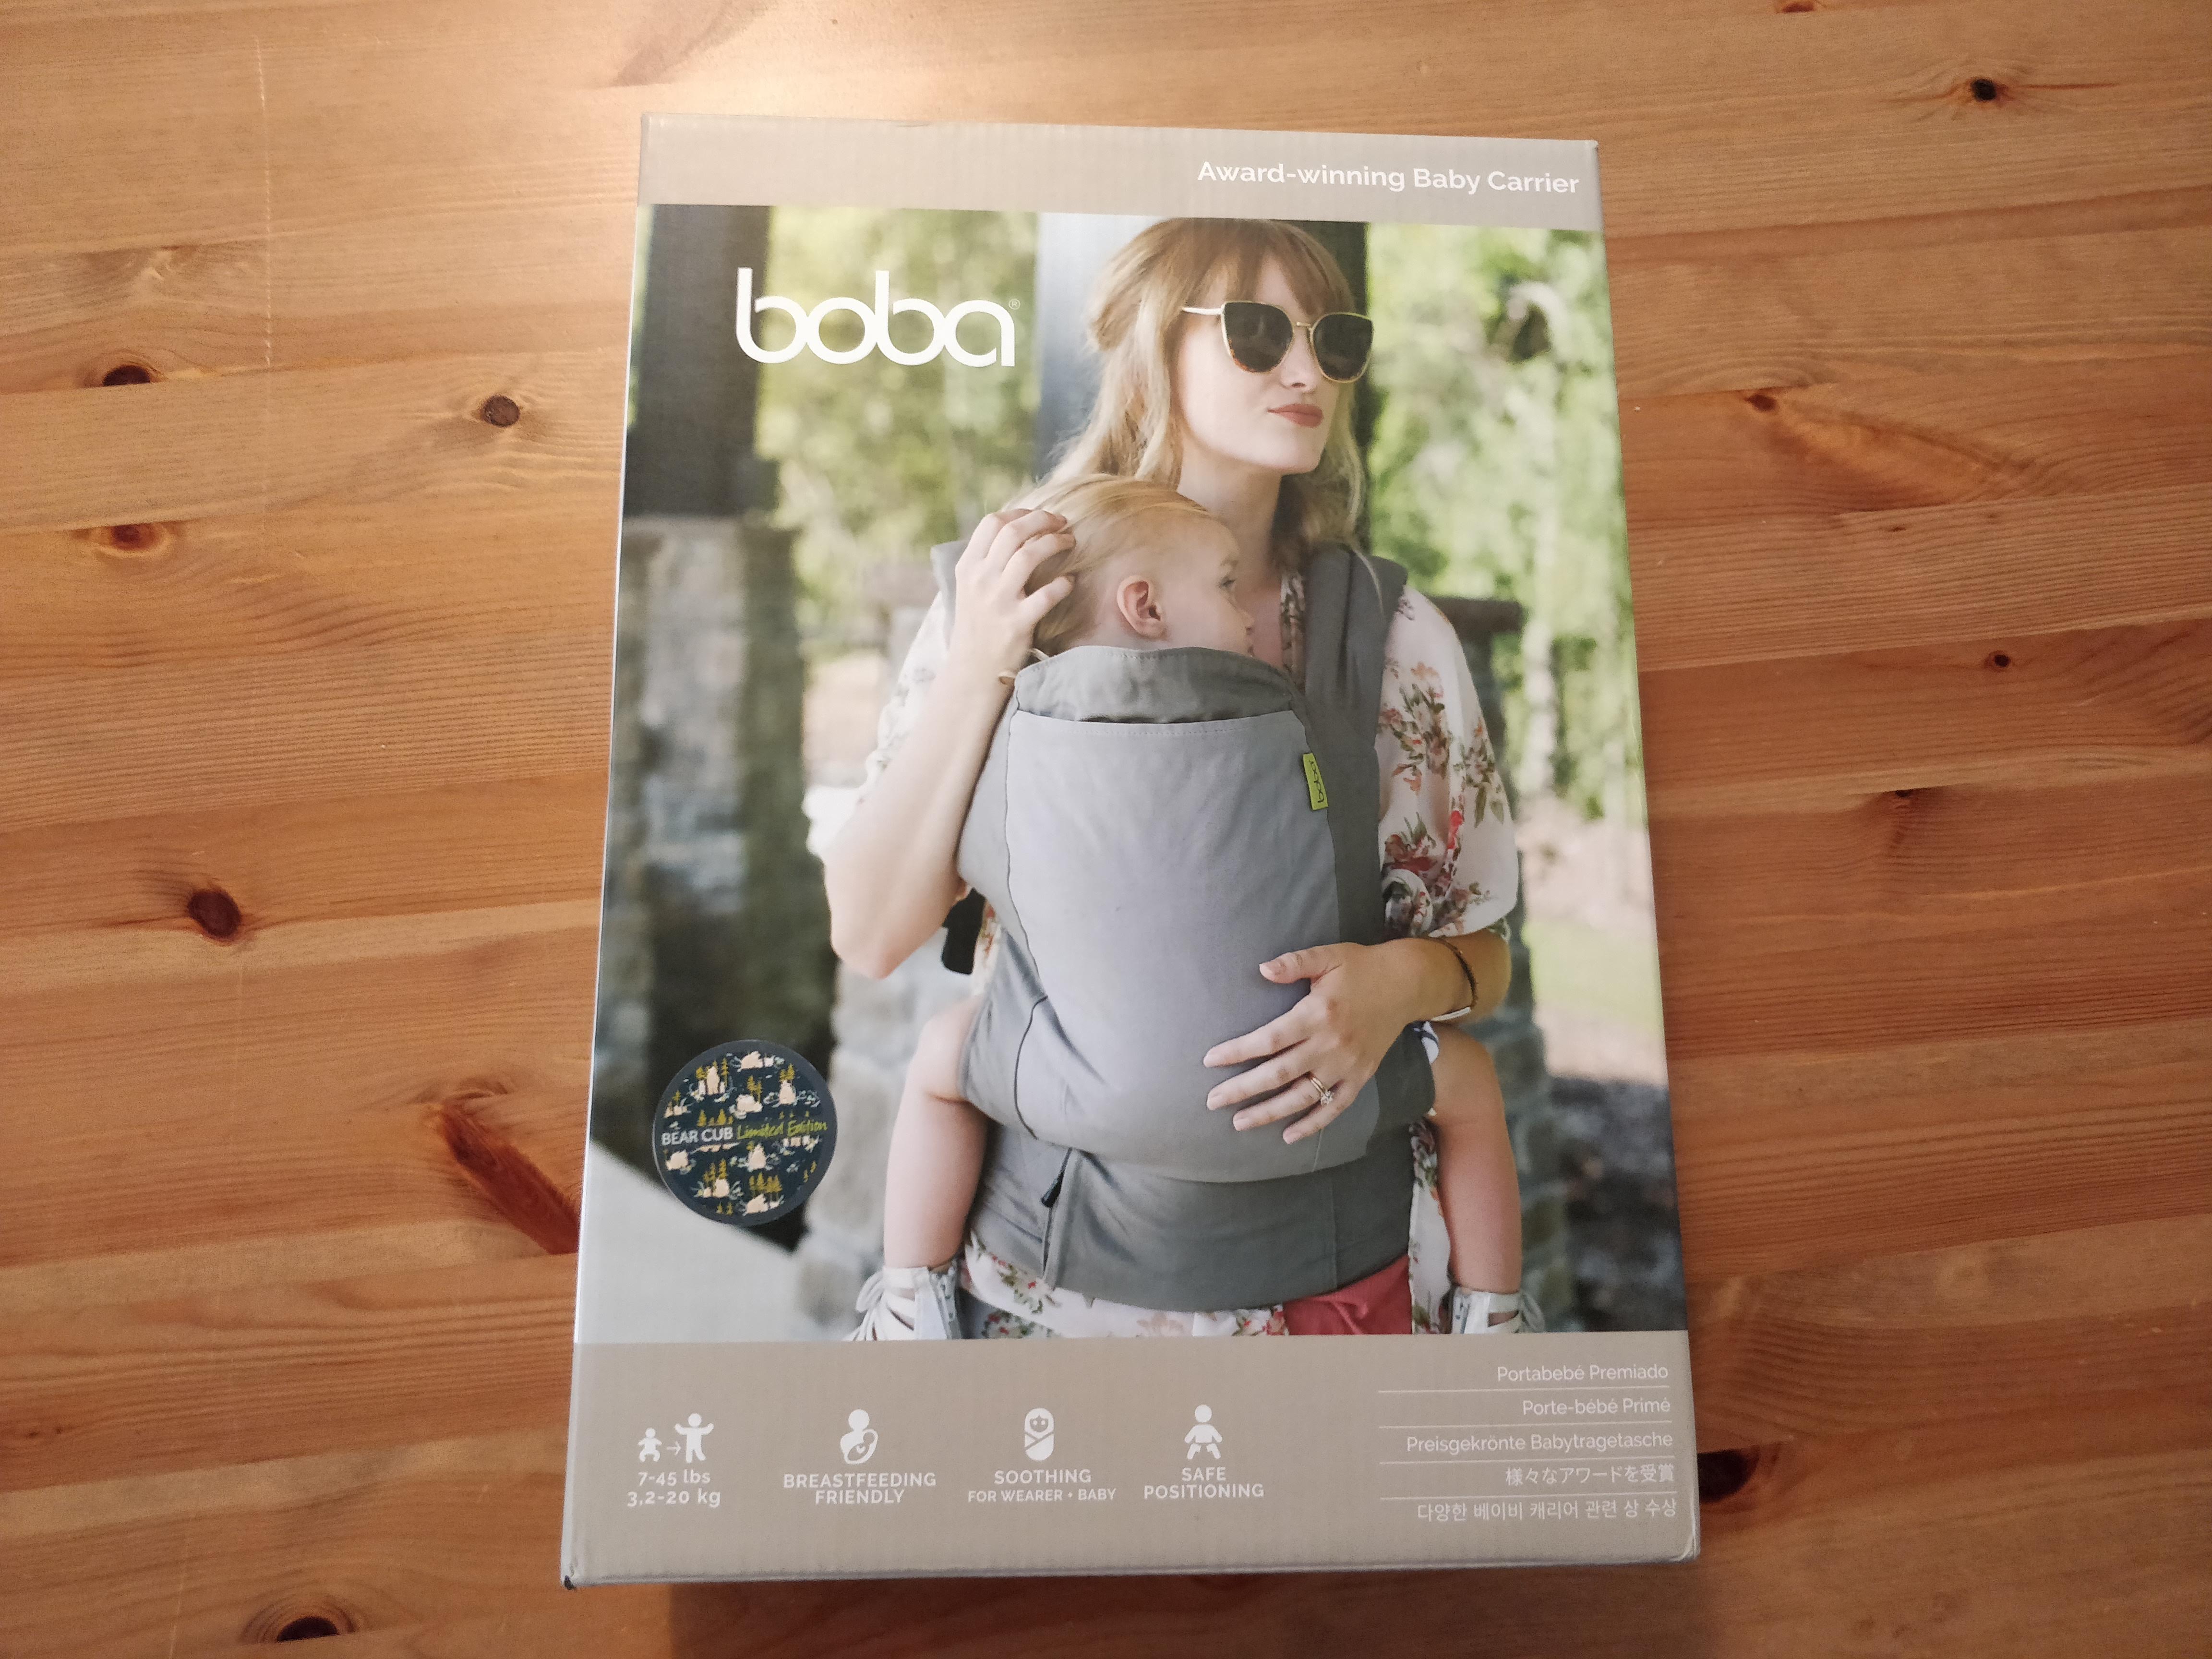 Award-winning Baby Carrier
boba®
boba
BEAR CUB Limited Edition
7-45 lbs
3,2-20 kg
BREASTFEEDING
FRIENDLY
SOOTHING
FOR WEARER + BABY
SAFE
POSITIONING
Portabebé Premiado
Porte-bébé Primé
Preisgekrönte Babytragetasche
様々なアワードを受賞
다양한 베이비 캐리어 관련 상 수상